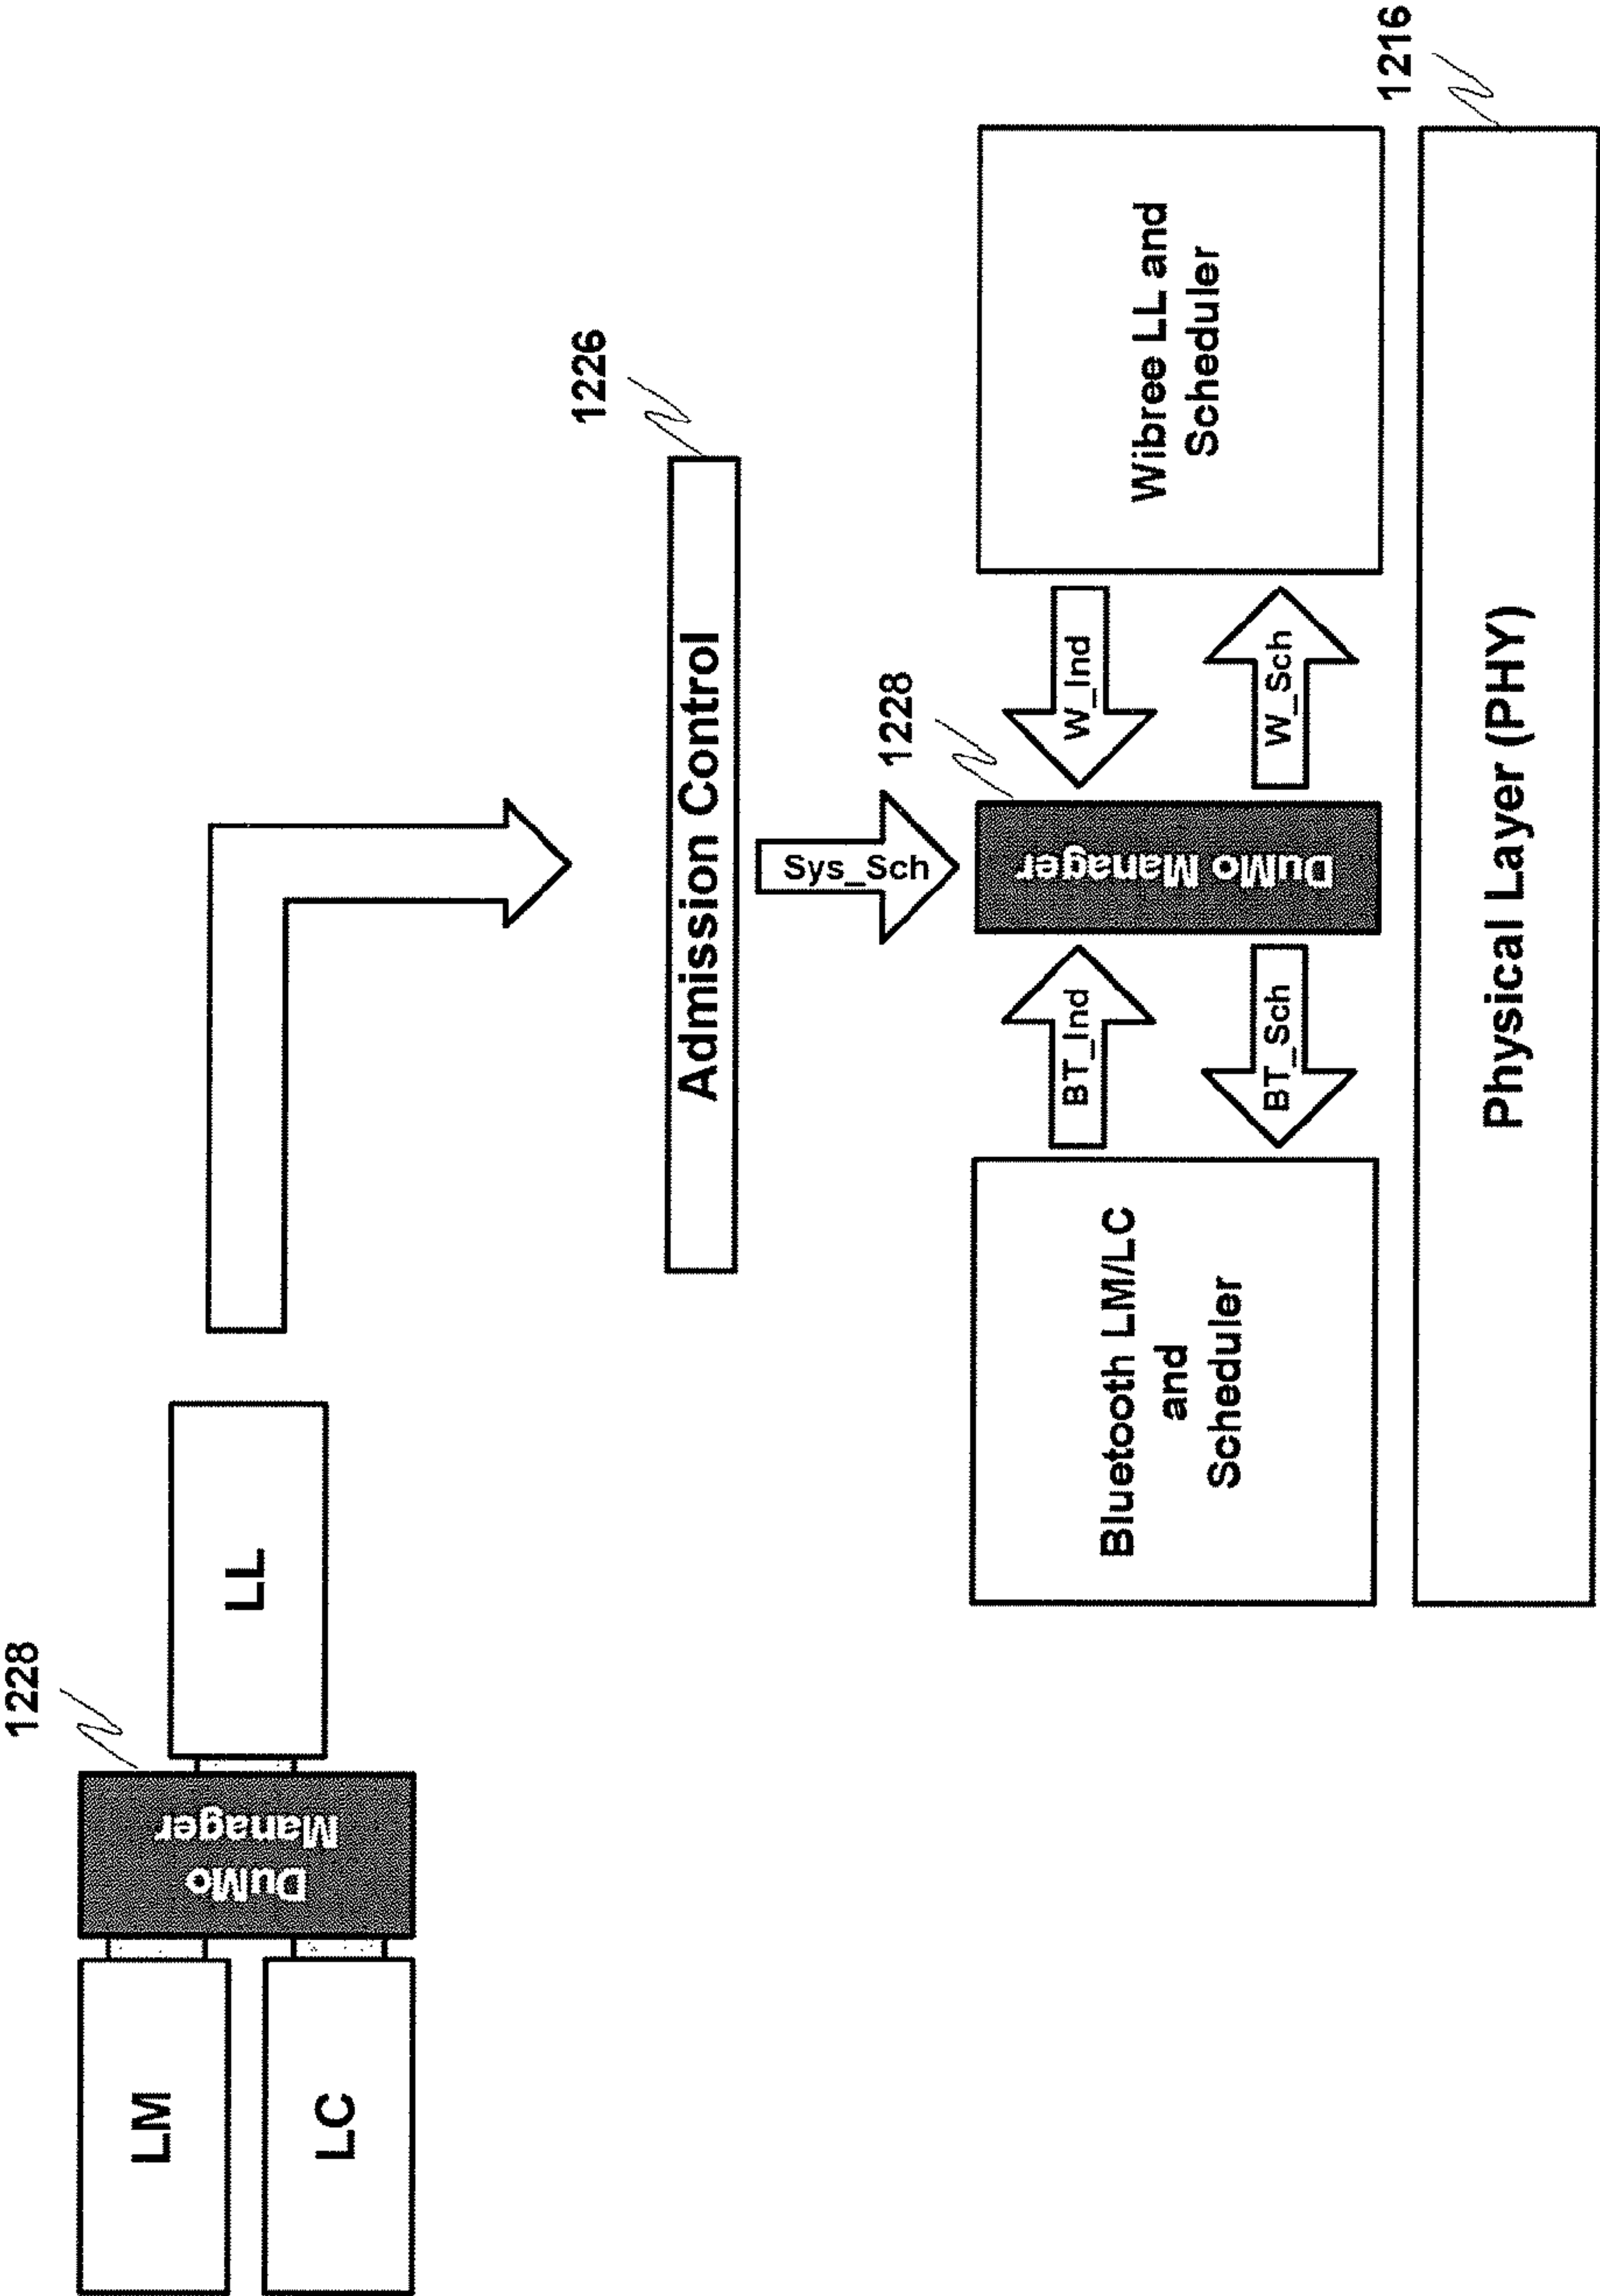 1228
LM
LC
DuMo
Manager
LL
1226
Admission Control
Sys_Sch
1228
DuMo Manager
Bluetooth LM/LC
and
Scheduler
BT_Ind
BT_Sch
W_Ind
W_Sch
Wibree LL and
Scheduler
1216
Physical Layer (PHY)